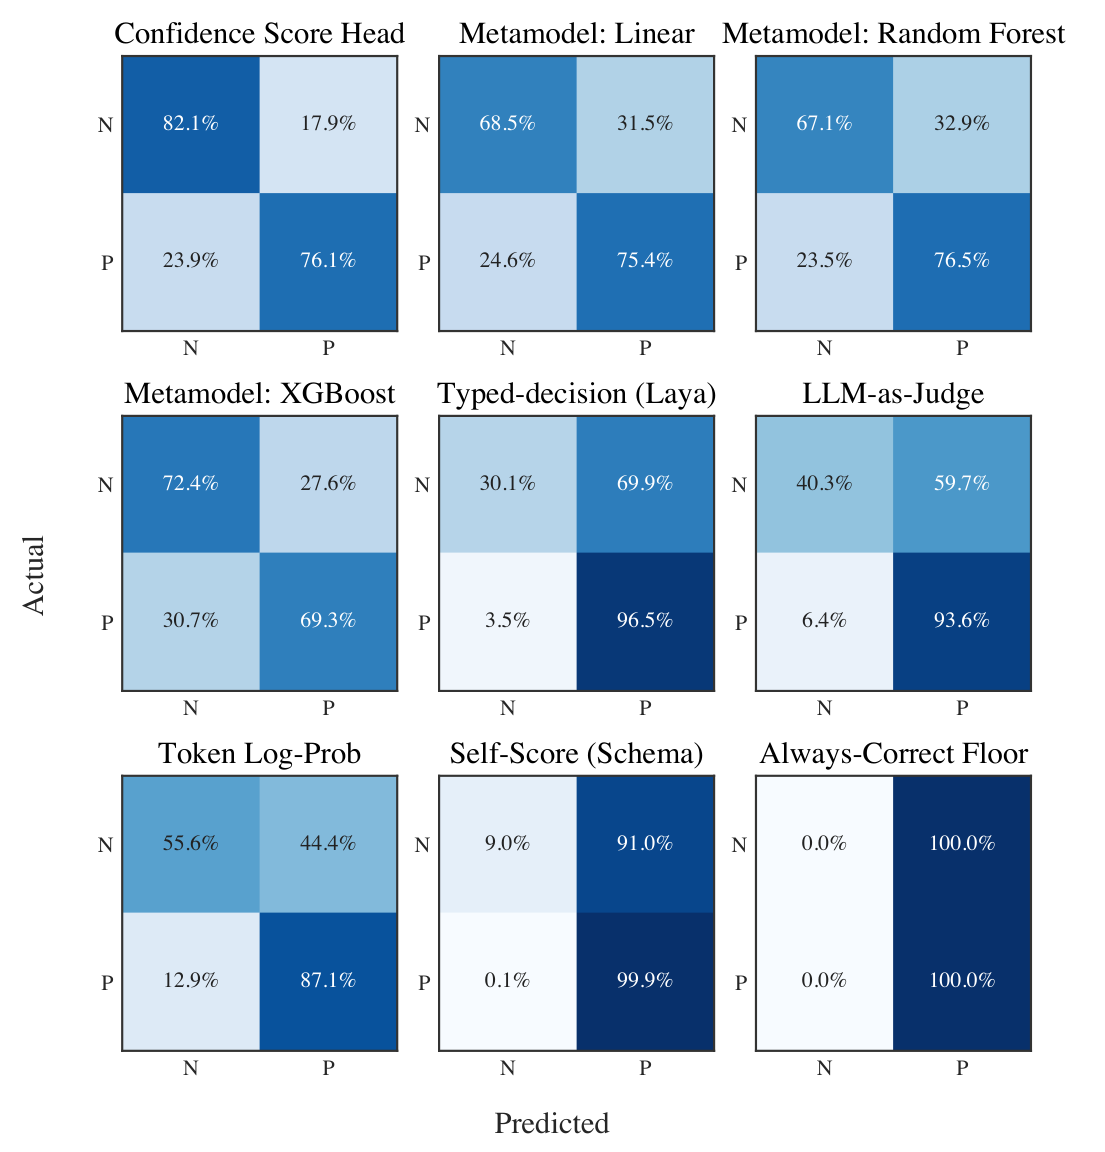 Confidence Score Head
Metamodel: Linear
Metamodel: Random Forest
N 82.1% 17.9%
N 68.5% 31.5%
N 67.1% 32.9%
P 23.9% 76.1%
P 24.6% 75.4%
P 23.5% 76.5%
N P
N P
N P
Metamodel: XGBoost
Typed-decision (Laya)
LLM-as-Judge
N 72.4% 27.6%
N 30.1% 69.9%
N 40.3% 59.7%
Actual
P 30.7% 69.3%
P 3.5% 96.5%
P 6.4% 93.6%
N P
N P
N P
Token Log-Prob
Self-Score (Schema)
Always-Correct Floor
N 55.6% 44.4%
N 9.0% 91.0%
N 0.0% 100.0%
P 12.9% 87.1%
P 0.1% 99.9%
P 0.0% 100.0%
N P
N P
N P
Predicted